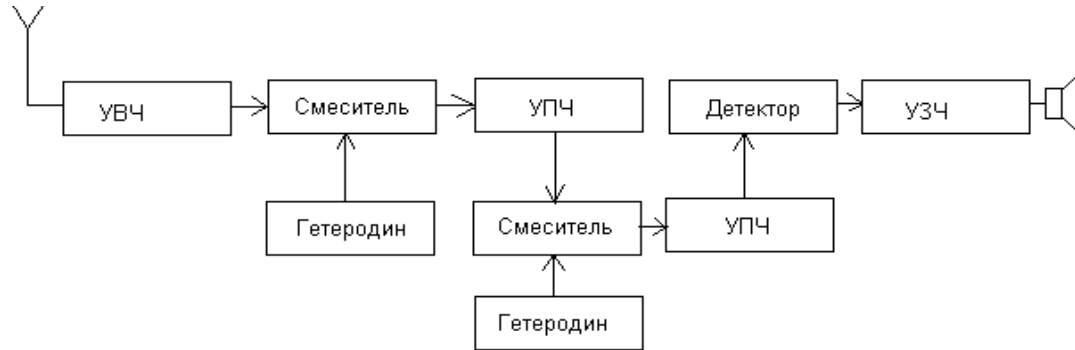 УВЧ
Смеситель
УПЧ
Детектор
УЗЧ
Гетеродин
Смеситель
УПЧ
Гетеродин